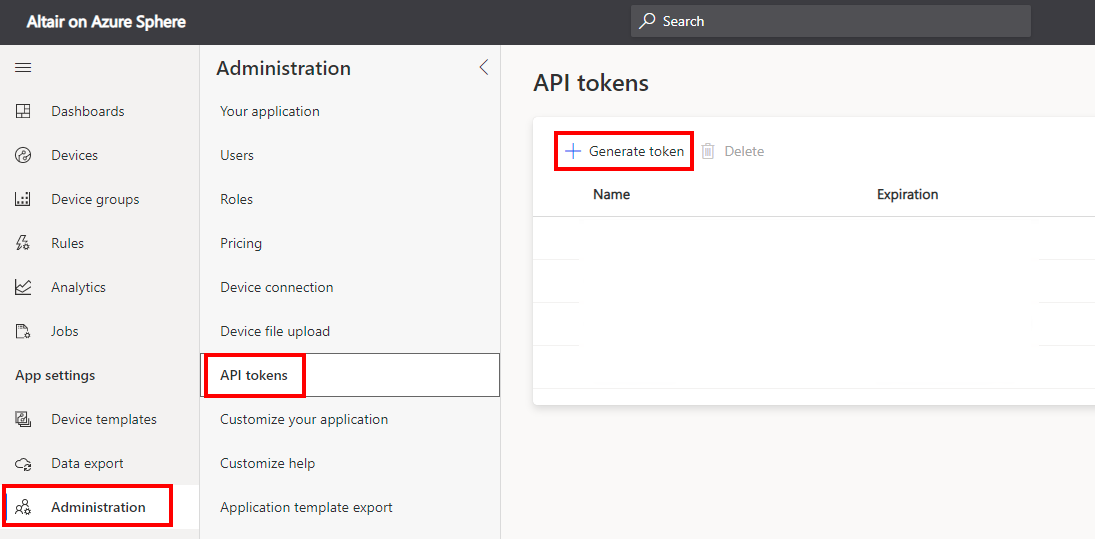 Altair on Azure Sphere
Search
Dashboards
Devices
Device groups
Rules
Analytics
Jobs
App settings
Device templates
Data export
Administration
Administration
Your application
Users
Roles
Pricing
Device connection
Device file upload
API tokens
Customize your application
Customize help
Application template export
API tokens
Generate token
Delete
Name
Expiration